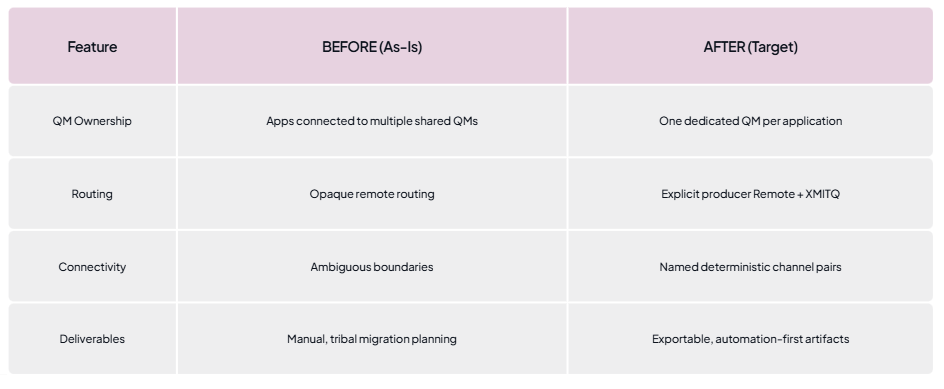 Feature BEFORE (As-Is) AFTER (Target)
QM Ownership Apps connected to multiple shared QMs One dedicated QM per application
Routing Opaque remote routing Explicit producer Remote + XMITQ
Connectivity Ambiguous boundaries Named deterministic channel pairs
Deliverables Manual, tribal migration planning Exportable, automation-first artifacts